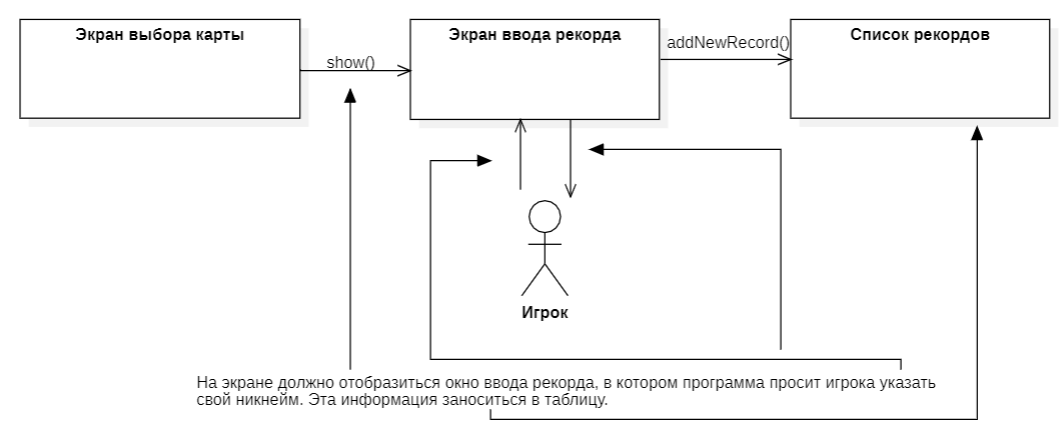 Экран выбора карты
show()
Экран ввода рекорда
addNewRecord()
Список рекордов
Игрок
На экране должно отобразиться окно ввода рекорда, в котором программа просит игрока указать
свой никнейм. Эта информация заноситься в таблицу.